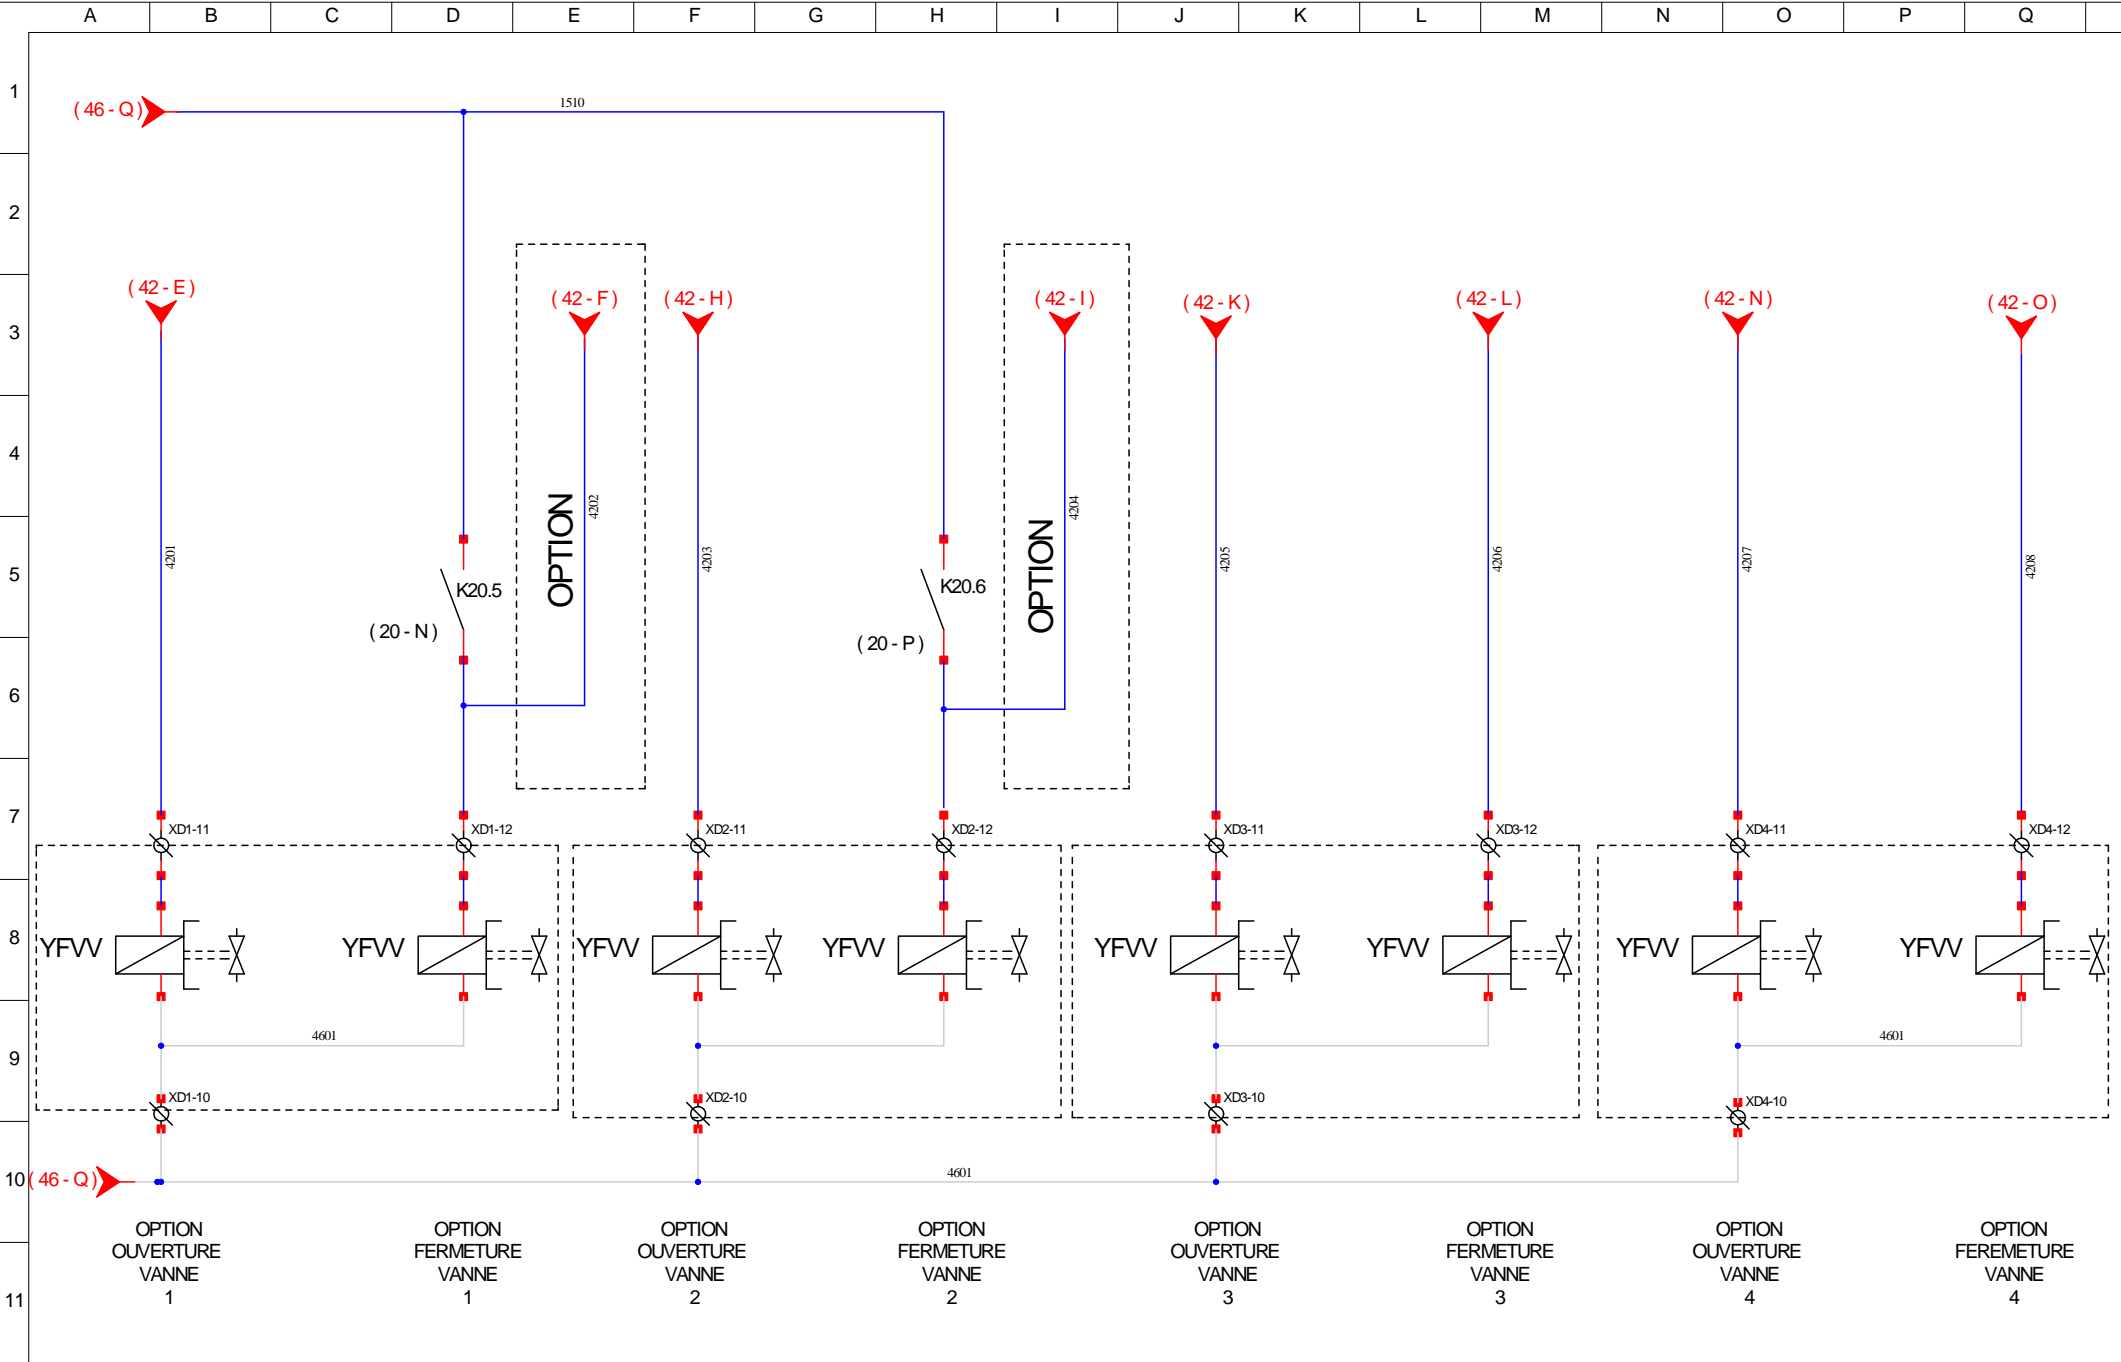 A B C D E F G H I J K L M N O P Q
1
( 46 - Q )
1510
2
( 42 - E )
( 42 - F )
( 42 - H )
( 42 - I )
( 42 - K )
( 42 - L )
( 42 - N )
( 42 - O )
3
4
OPTION
4202
OPTION
4204
4201
4203
4205
4206
4207
4208
5
K20.5
K20.6
( 20 - N )
( 20 - P )
6
7
XD1-11
XD1-12
XD2-11
XD2-12
XD3-11
XD3-12
XD4-11
XD4-12
8
YFVV
YFVV
YFVV
YFVV
YFVV
YFVV
YFVV
YFVV
4601
4601
9
XD1-10
XD2-10
XD3-10
XD4-10
10
( 46 - Q )
4601
OPTION
OUVERTURE
VANNE
1
OPTION
FERMETURE
VANNE
1
OPTION
OUVERTURE
VANNE
2
OPTION
FERMETURE
VANNE
2
OPTION
OUVERTURE
VANNE
3
OPTION
FERMETURE
VANNE
3
OPTION
OUVERTURE
VANNE
4
OPTION
FEREMETURE
VANNE
4
11